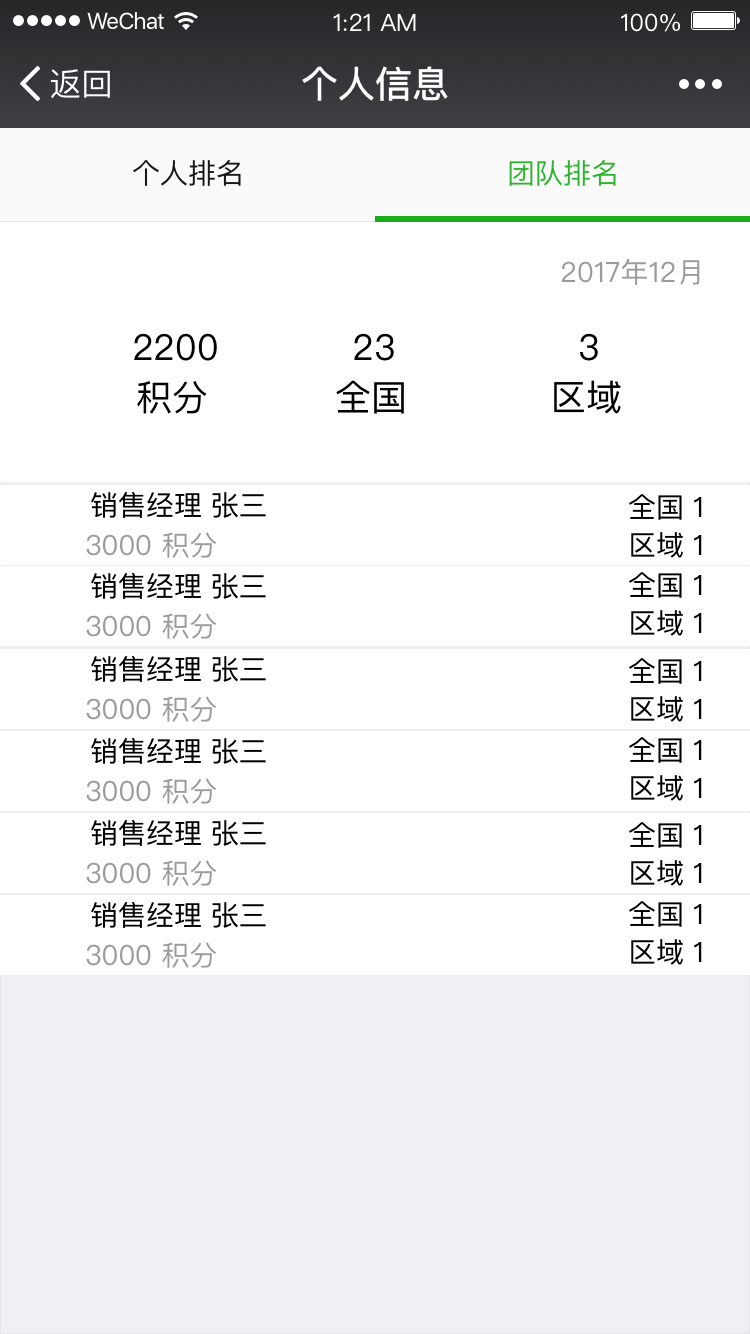 WeChat 1:21 AM 100%
返回 个人信息
个人排名 团队排名
2017年12月
2200 23 3
积分 全国 区域
销售经理 张三 全国 1
3000 积分 区域 1
销售经理 张三 全国 1
3000 积分 区域 1
销售经理 张三 全国 1
3000 积分 区域 1
销售经理 张三 全国 1
3000 积分 区域 1
销售经理 张三 全国 1
3000 积分 区域 1
销售经理 张三 全国 1
3000 积分 区域 1